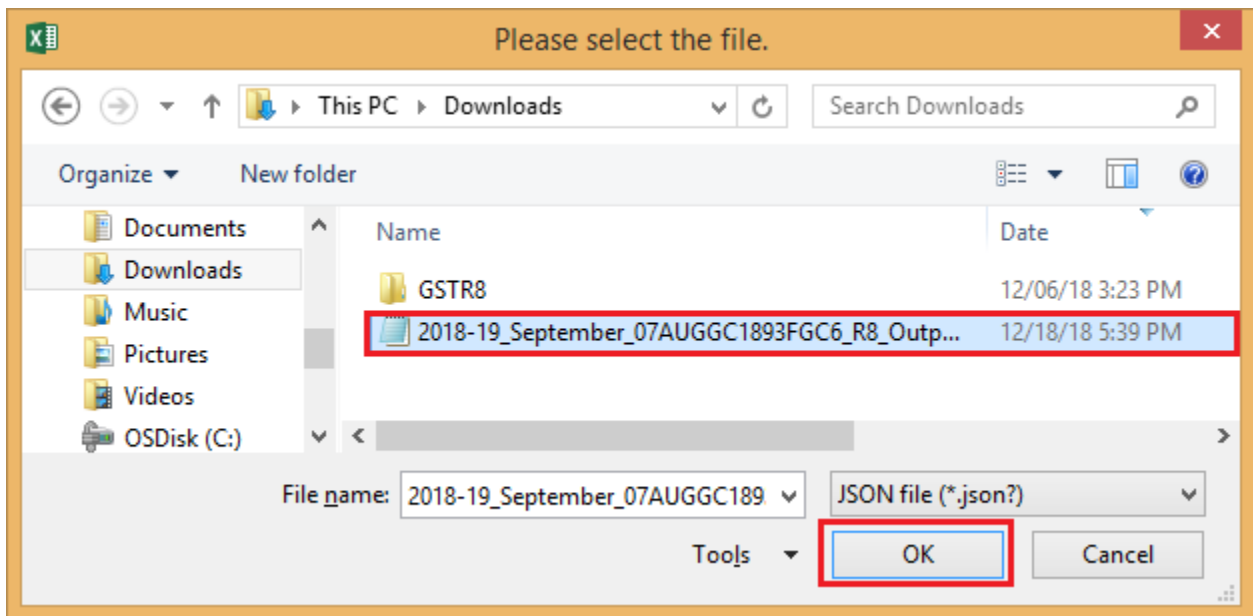 Please select the file.
This PC Downloads Search Downloads
Organize New folder
Documents
Downloads
Music
Pictures
Videos
OSDisk (C:)
Name Date
GSTR8 12/06/18 3:23 PM
2018-19_September_07AUGGC1893FGC6_R8_Outp... 12/18/18 5:39 PM
File name: 2018-19_September_07AUGGC189 JSON file (*.json?)
Tools OK Cancel